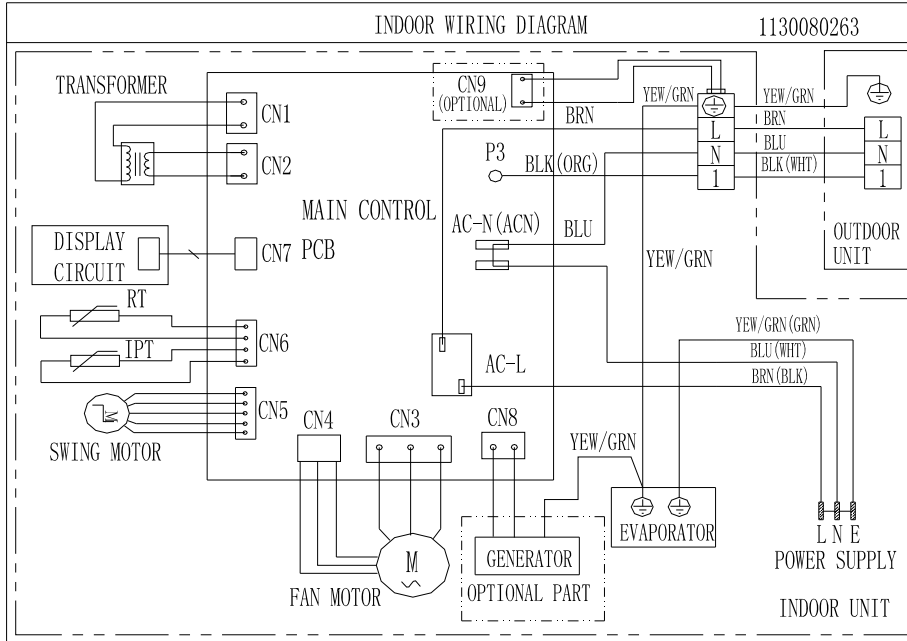 INDOOR WIRING DIAGRAM
1130080263
TRANSFORMER
CN1
CN2
CN9
(OPTIONAL)
BRN
YEW/GRN
YEW/GRN
BRN
BLU
BLK(WHT)
L
N
1
L
N
1
P3
BLK(ORG)
MAIN CONTROL
PCB
AC-N(ACN)
BLU
YEW/GRN
OUTDOOR
UNIT
DISPLAY
CIRCUIT
CN7
RT
IPT
CN6
YEW/GRN(GRN)
BLU(WHT)
BRN(BLK)
AC-L
M
CN5
SWING MOTOR
CN4
CN3
CN8
YEW/GRN
EVAPORATOR
L N E
POWER SUPPLY
M
FAN MOTOR
GENERATOR
OPTIONAL PART
INDOOR UNIT